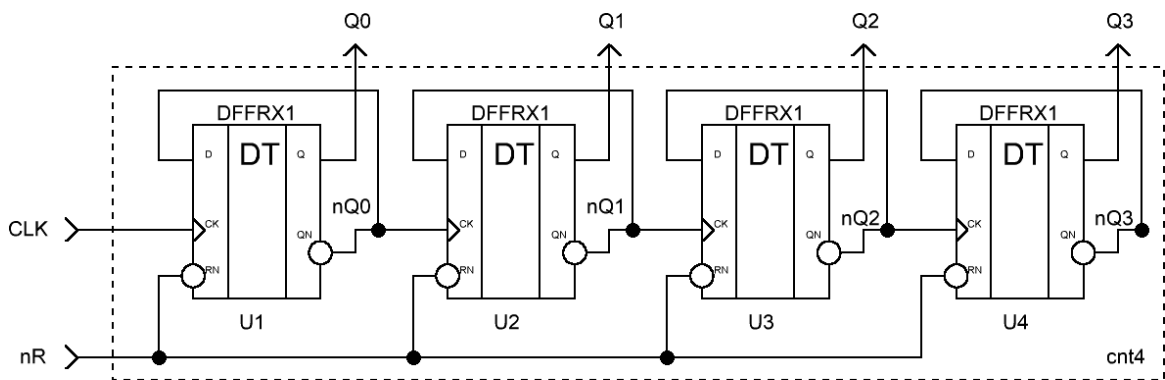 Q0 Q1 Q2 Q3
DFFRX1 DFFRX1 DFFRX1 DFFRX1
D DT Q D DT Q D DT Q D DT Q
nQ0 nQ1 nQ2 nQ3
CLK CK QN CK QN CK QN CK QN
RN RN RN RN
U1 U2 U3 U4
nR cnt4